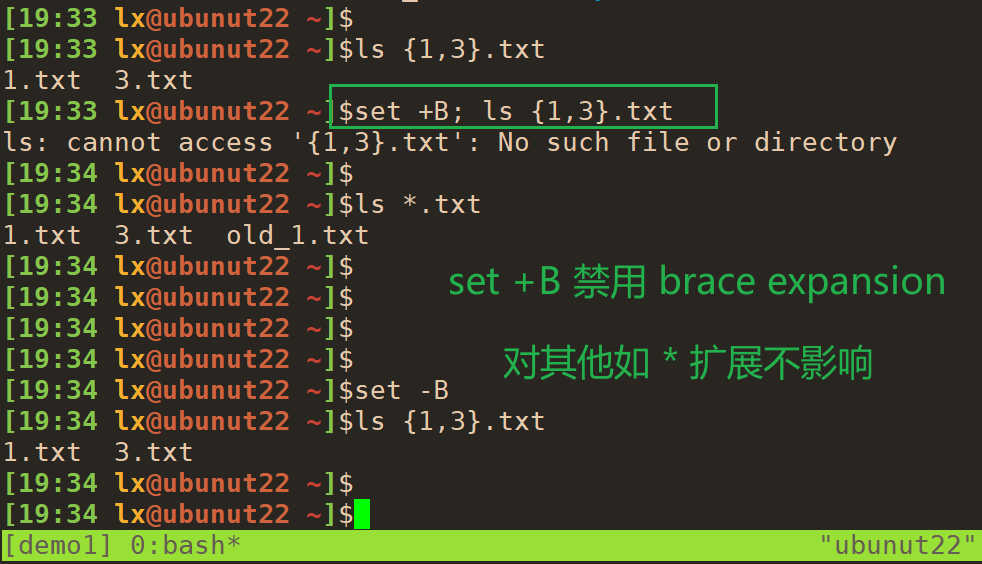 [19:33 lx@ubunut22 ~]$
[19:33 lx@ubunut22 ~]$ls {1,3}.txt
1.txt  3.txt
[19:33 lx@ubunut22 ~]$set +B; ls {1,3}.txt
ls: cannot access '{1,3}.txt': No such file or directory
[19:34 lx@ubunut22 ~]$
[19:34 lx@ubunut22 ~]$ls *.txt
1.txt  3.txt  old_1.txt
[19:34 lx@ubunut22 ~]$
set +B 禁用 brace expansion
[19:34 lx@ubunut22 ~]$
[19:34 lx@ubunut22 ~]$
[19:34 lx@ubunut22 ~]$
对其他如 * 扩展不影响
[19:34 lx@ubunut22 ~]$set -B
[19:34 lx@ubunut22 ~]$ls {1,3}.txt
1.txt  3.txt
[19:34 lx@ubunut22 ~]$
[19:34 lx@ubunut22 ~]$
[demo1] 0:bash* "ubunut22"